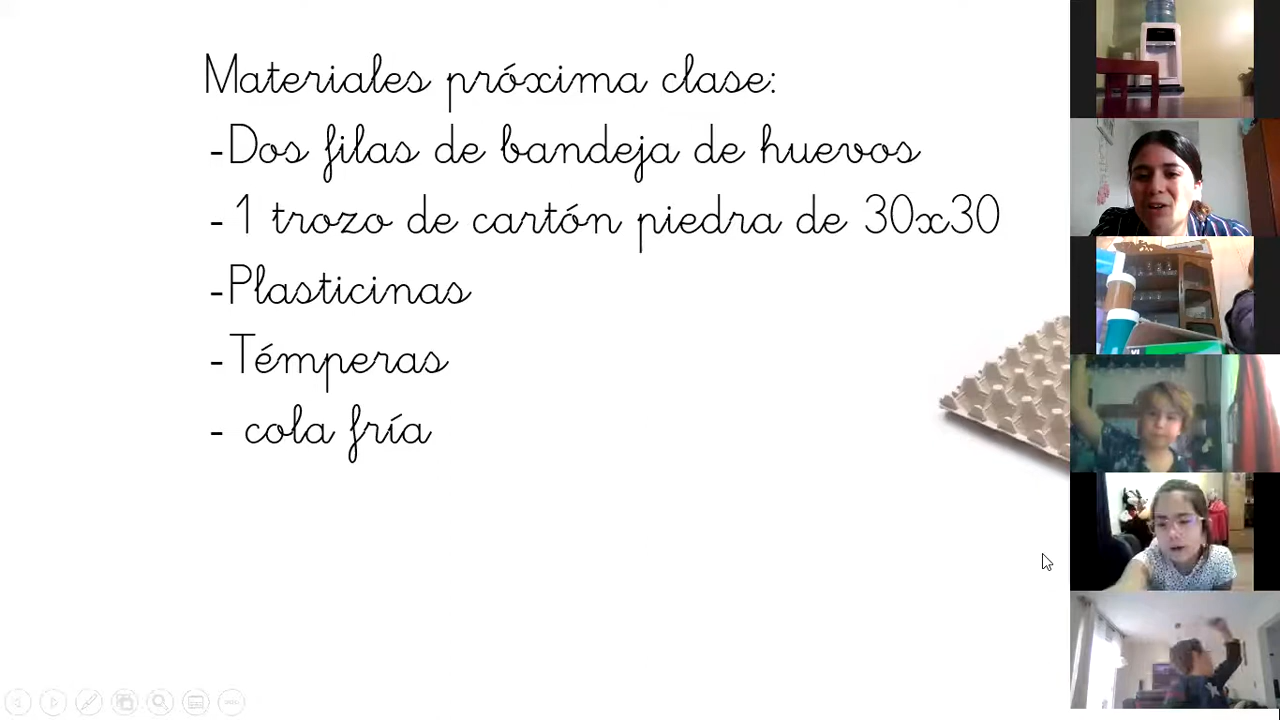 Materiales próxima clase:
-Dos filas de bandeja de huevos
- 1 trozo de cartón piedra de 30x30
-Plasticinas
-Témperas
- cola fría